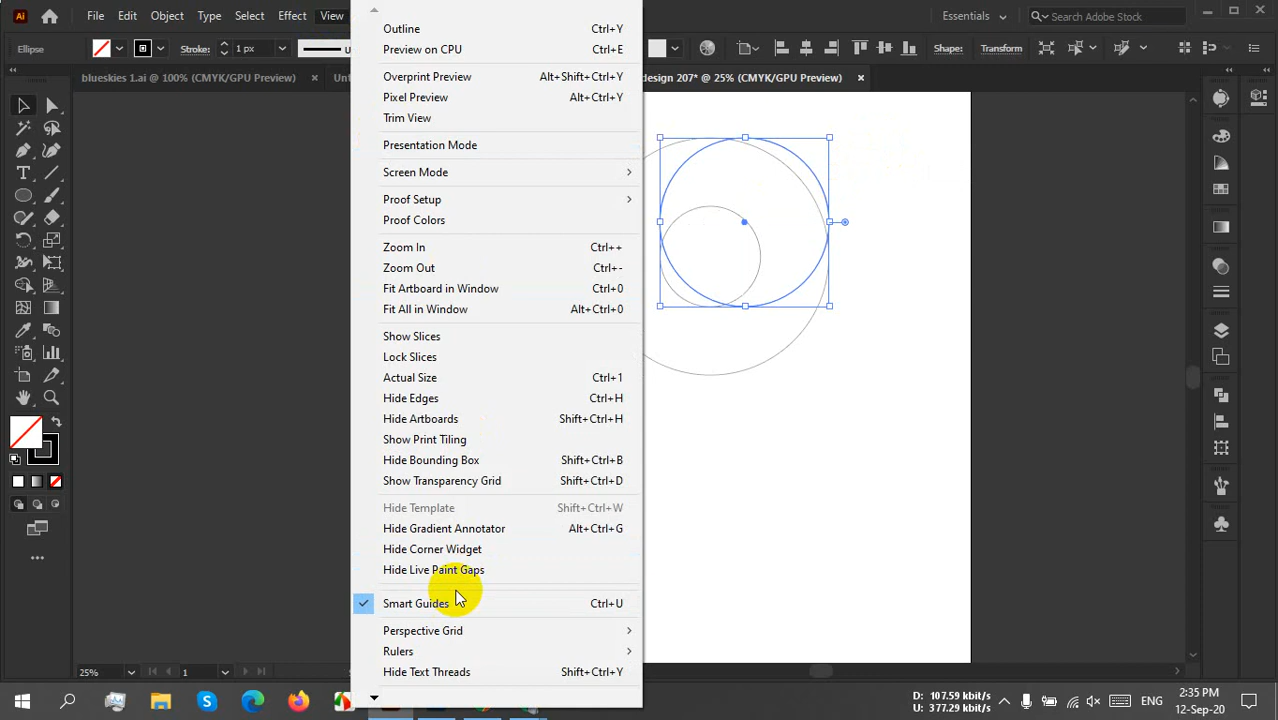 Ai File Edit Object Type Select Effect View Essentials Search Adobe Stock
Ellipse Stroke: 1 px Shape: Transform
blueskies 1.ai @ 100% (CMYK/GPU Preview) design 207* @ 25% (CMYK/GPU Preview)
Outline Ctrl+Y
Preview on CPU Ctrl+E
Overprint Preview Alt+Shift+Ctrl+Y
Pixel Preview Alt+Ctrl+Y
Trim View
Presentation Mode
Screen Mode
Proof Setup
Proof Colors
Zoom In Ctrl++
Zoom Out Ctrl+-
Fit Artboard in Window Ctrl+0
Fit All in Window Alt+Ctrl+0
Show Slices
Lock Slices
Actual Size Ctrl+1
Hide Edges Ctrl+H
Hide Artboards Shift+Ctrl+H
Show Print Tiling
Hide Bounding Box Shift+Ctrl+B
Show Transparency Grid Shift+Ctrl+D
Hide Template Shift+Ctrl+W
Hide Gradient Annotator Alt+Ctrl+G
Hide Corner Widget
Hide Live Paint Gaps
Smart Guides Ctrl+U
Perspective Grid
Rulers
Hide Text Threads Shift+Ctrl+Y
25% 1
D: 107.59 kbit/s
U: 377.29 kbit/s
ENG
2:35 PM
12-Sep-20